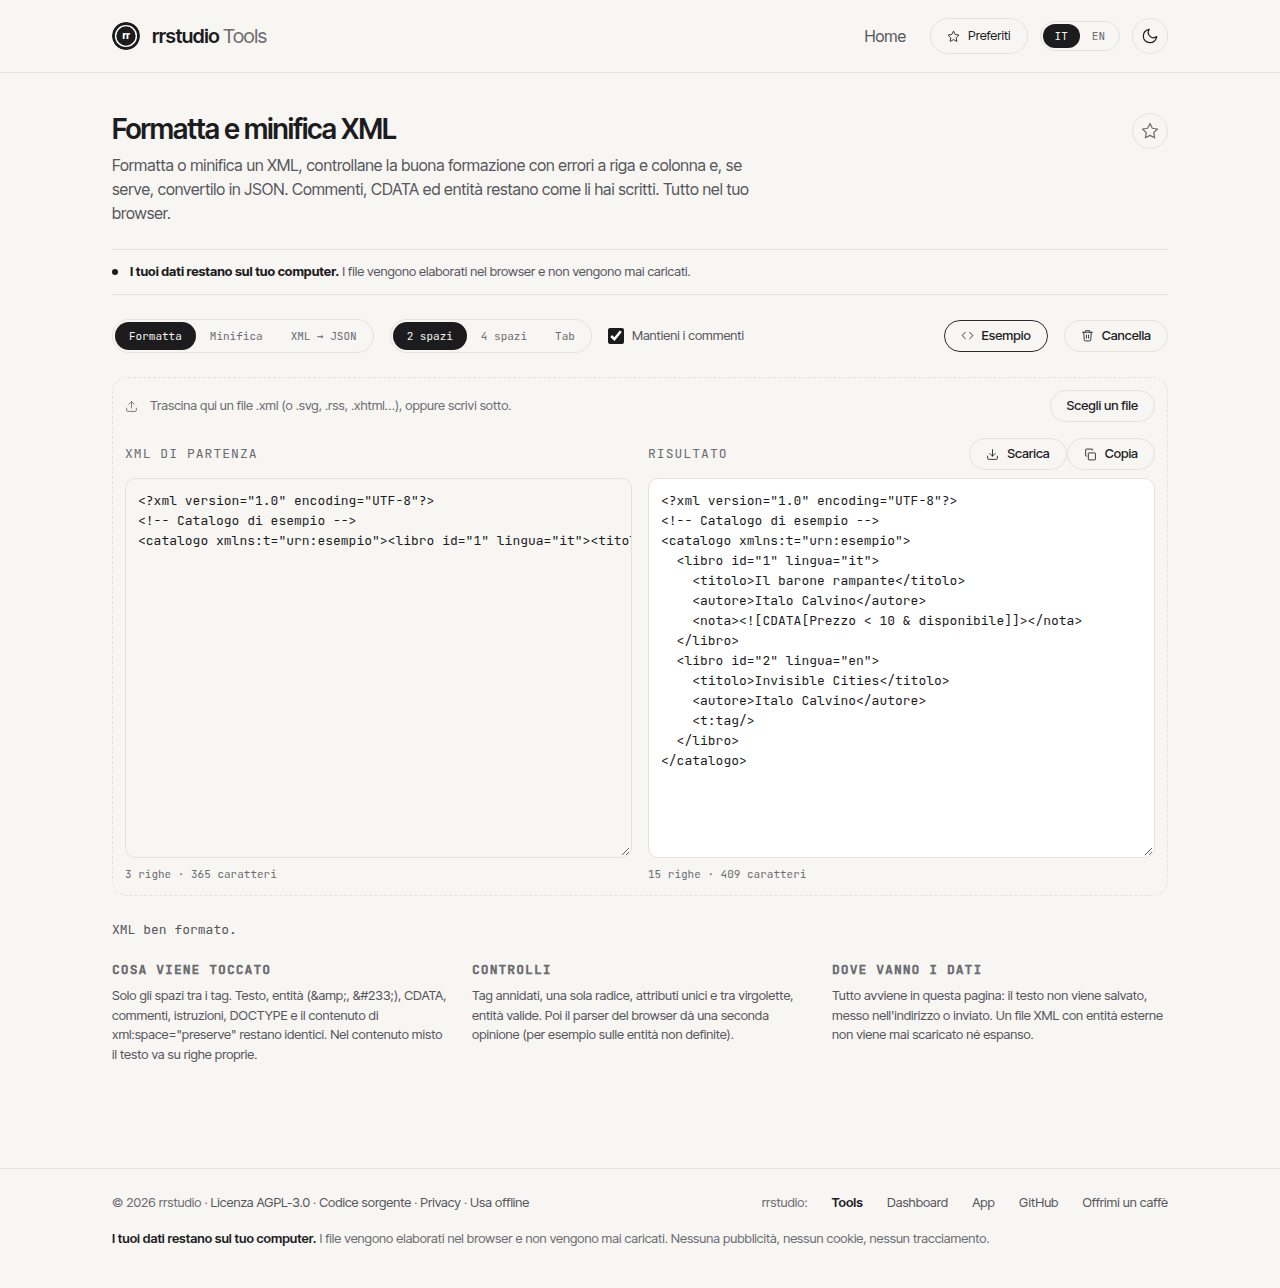 rr rrstudio Tools
Home
Preferiti
IT EN
Formatta e minifica XML
Formatta o minifica un XML, controllane la buona formazione con errori a riga e colonna e, se
serve, convertilo in JSON. Commenti, CDATA ed entità restano come li hai scritti. Tutto nel tuo
browser.
I tuoi dati restano sul tuo computer. I file vengono elaborati nel browser e non vengono mai caricati.
Formatta Minifica XML → JSON
2 spazi 4 spazi Tab
Mantieni i commenti
Esempio
Cancella
Trascina qui un file .xml (o .svg, .rss, .xhtml…), oppure scrivi sotto.
Scegli un file
XML DI PARTENZA
<?xml version="1.0" encoding="UTF-8"?>
<!-- Catalogo di esempio -->
<catalogo xmlns:t="urn:esempio"><libro id="1" lingua="it"><titol
3 righe · 365 caratteri
RISULTATO
Scarica
Copia
<?xml version="1.0" encoding="UTF-8"?>
<!-- Catalogo di esempio -->
<catalogo xmlns:t="urn:esempio">
  <libro id="1" lingua="it">
    <titolo>Il barone rampante</titolo>
    <autore>Italo Calvino</autore>
    <nota><![CDATA[Prezzo < 10 & disponibile]]></nota>
  </libro>
  <libro id="2" lingua="en">
    <titolo>Invisible Cities</titolo>
    <autore>Italo Calvino</autore>
    <t:tag/>
  </libro>
</catalogo>
15 righe · 409 caratteri
XML ben formato.
COSA VIENE TOCCATO
Solo gli spazi tra i tag. Testo, entità (&amp;, &#233;), CDATA,
commenti, istruzioni, DOCTYPE e il contenuto di
xml:space="preserve" restano identici. Nel contenuto misto
il testo va su righe proprie.
CONTROLLI
Tag annidati, una sola radice, attributi unici e tra virgolette,
entità valide. Poi il parser del browser dà una seconda
opinione (per esempio sulle entità non definite).
DOVE VANNO I DATI
Tutto avviene in questa pagina: il testo non viene salvato,
messo nell'indirizzo o inviato. Un file XML con entità esterne
non viene mai scaricato né espanso.
© 2026 rrstudio · Licenza AGPL-3.0 · Codice sorgente · Privacy · Usa offline
rrstudio: Tools Dashboard App GitHub Offrimi un caffè
I tuoi dati restano sul tuo computer. I file vengono elaborati nel browser e non vengono mai caricati. Nessuna pubblicità, nessun cookie, nessun tracciamento.